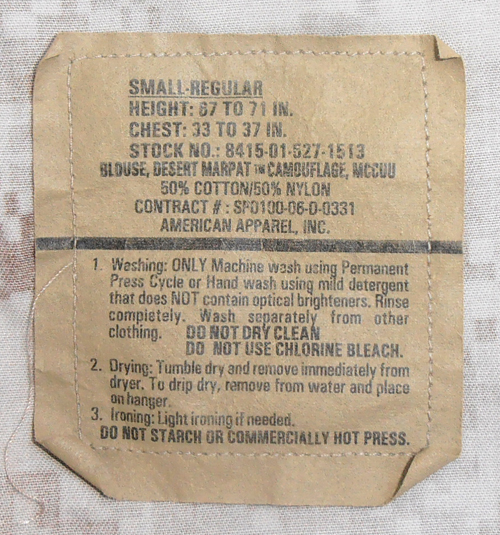 SMALL-REGULAR
HEIGHT: 67 TO 71 IN.
CHEST: 33 TO 37 IN.
STOCK NO.: 8415-01-527-1513
BLOUSE, DESERT MARPAT™ CAMOUFLAGE, MCCUU
50% COTTON/50% NYLON
CONTRACT #: SP0100-06-D-0331
AMERICAN APPAREL, INC.
1. Washing: ONLY Machine wash using Permanent
Press Cycle or Hand wash using mild detergent
that does NOT contain optical brighteners. Rinse
completely. Wash separately from other
clothing. DO NOT DRY CLEAN
DO NOT USE CHLORINE BLEACH.
2. Drying: Tumble dry and remove immediately from
dryer. To drip dry, remove from water and place
on hanger.
3. Ironing: Light ironing if needed.
DO NOT STARCH OR COMMERCIALLY HOT PRESS.